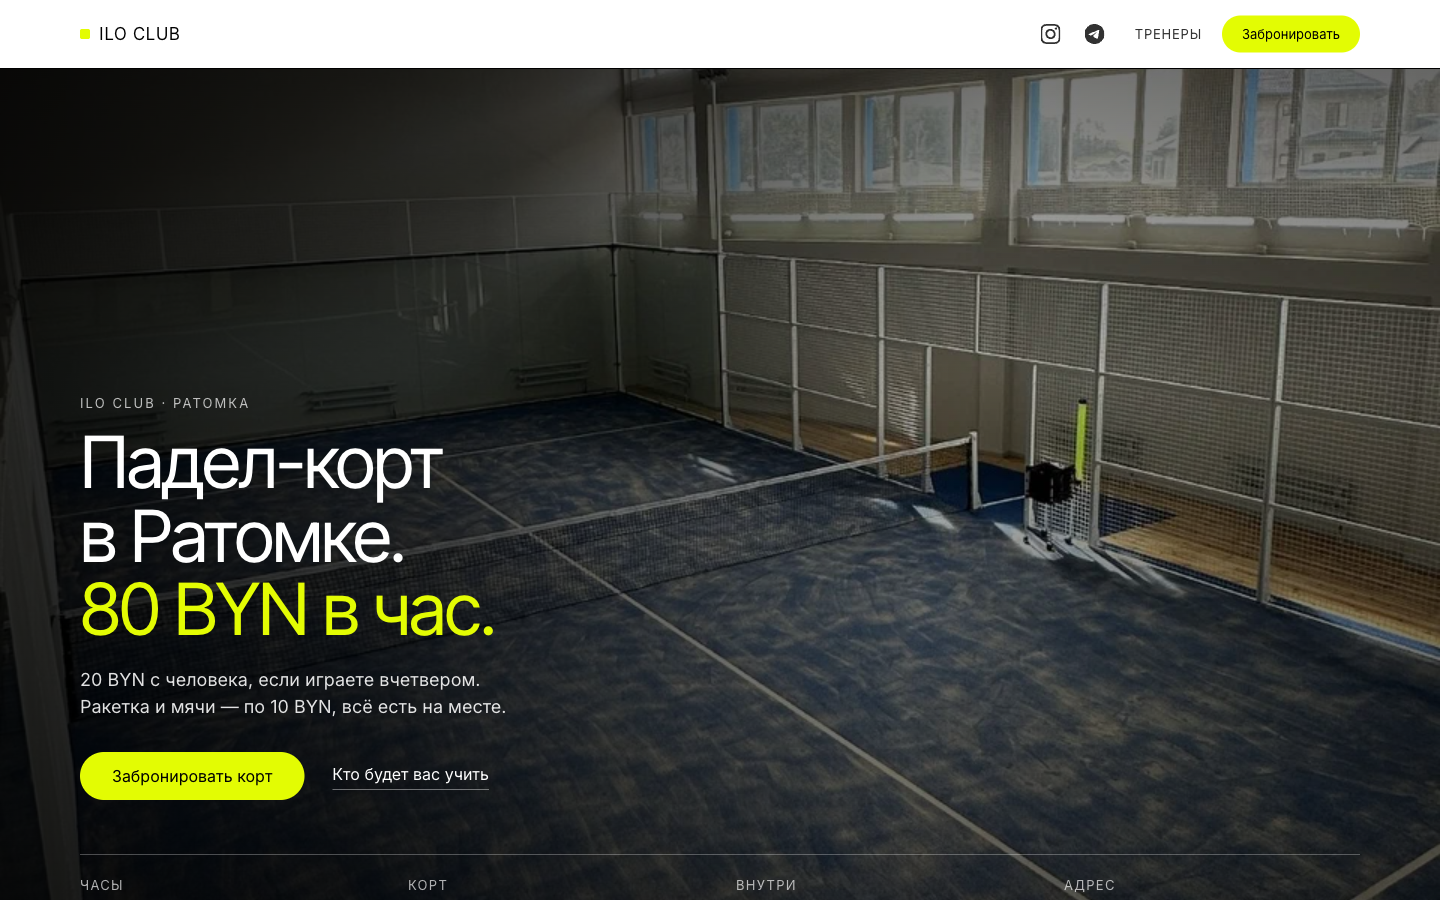 ILO CLUB
ТРЕНЕРЫ
Забронировать
ILO CLUB · РАТОМКА
Падел-корт
в Ратомке.
80 BYN в час.
20 BYN с человека, если играете вчетвером.
Ракетка и мячи — по 10 BYN, всё есть на месте.
Забронировать корт
Кто будет вас учить
ЧАСЫ
КОРТ
ВНУТРИ
АДРЕС